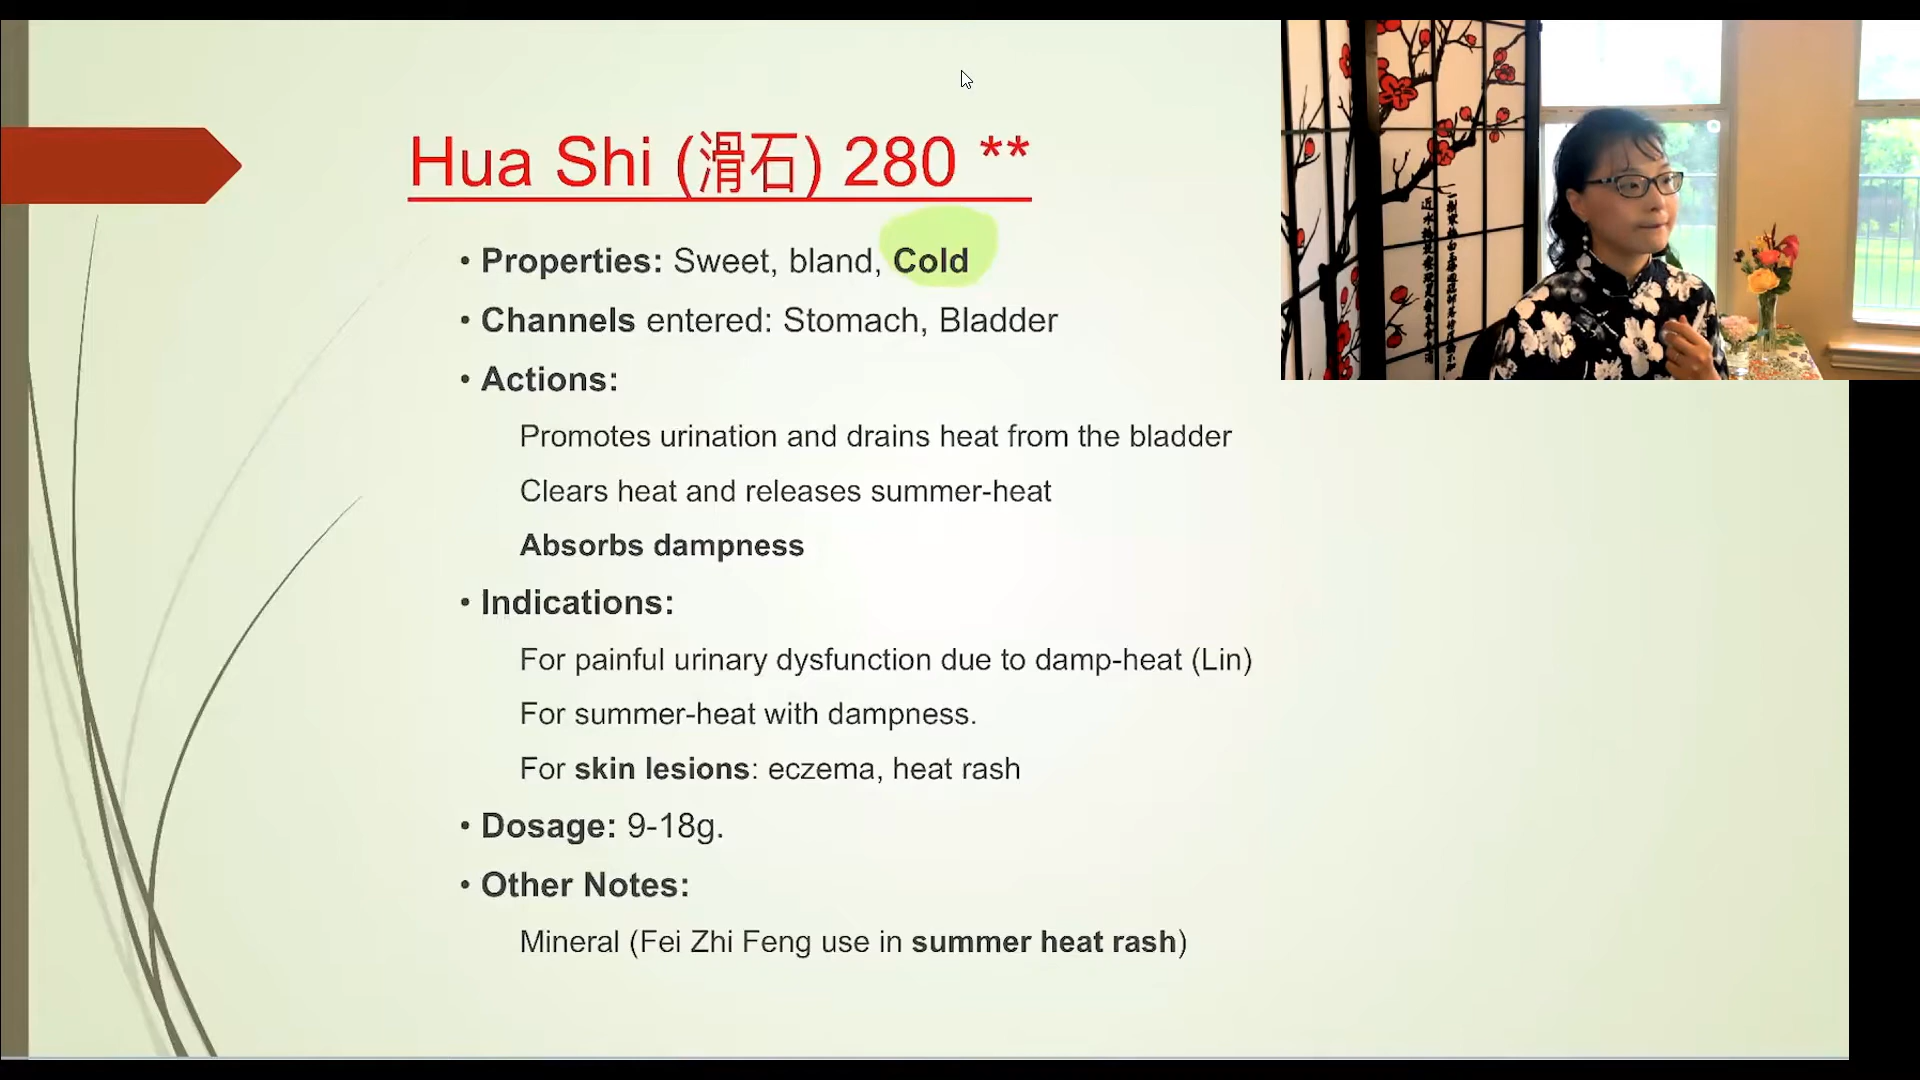 Hua Shi (滑石) 280 **
• Properties: Sweet, bland, Cold
• Channels entered: Stomach, Bladder
• Actions:
Promotes urination and drains heat from the bladder
Clears heat and releases summer-heat
Absorbs dampness
• Indications:
For painful urinary dysfunction due to damp-heat (Lin)
For summer-heat with dampness.
For skin lesions: eczema, heat rash
• Dosage: 9-18g.
• Other Notes:
Mineral (Fei Zhi Feng use in summer heat rash)